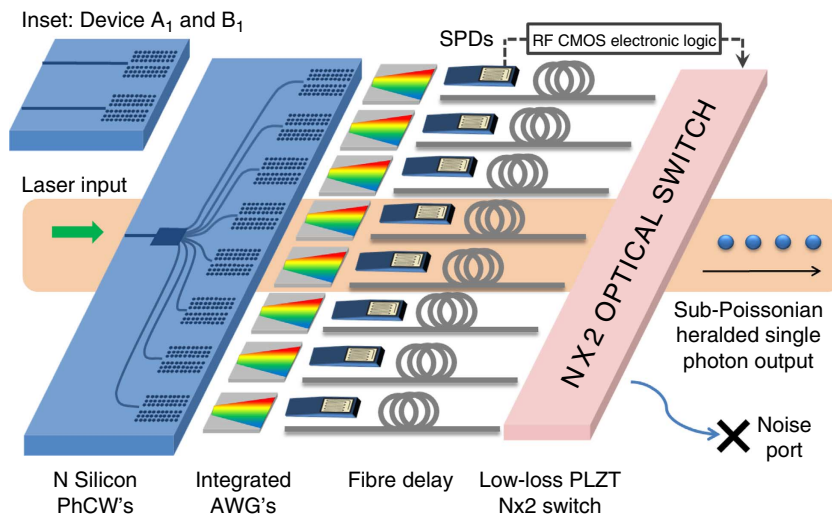 Inset: Device A1 and B1
SPDs
RF CMOS electronic logic
Laser input
NX2 OPTICAL SWITCH
Sub-Poissonian
heralded single
photon output
Noise
port
N Silicon
PhCW's
Integrated
AWG's
Fibre delay
Low-loss PLZT
Nx2 switch